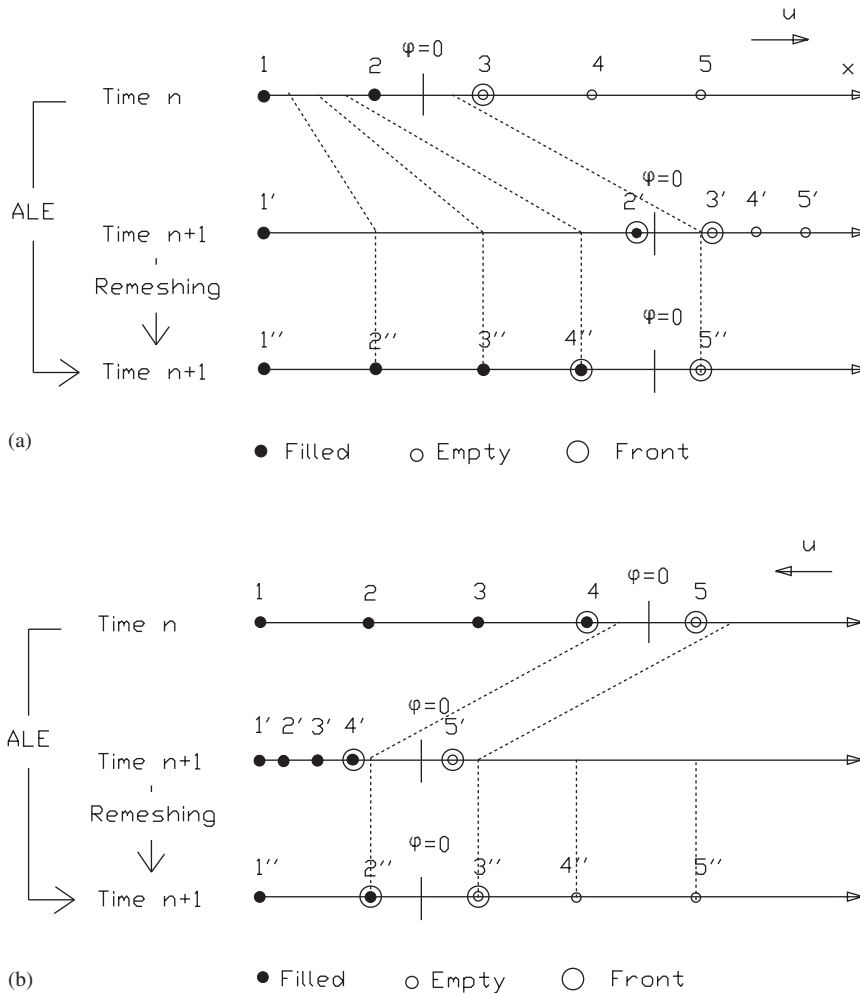 u
φ=0
1 2 3 4 5 x
Time n
φ=0
1' 2' 3' 4' 5'
ALE
Time n+1
Remeshing
φ=0
1'' 2'' 3'' 4'' 5''
Time n+1
(a)
Filled Empty Front
u
φ=0
1 2 3 4 5
Time n
φ=0
1' 2' 3' 4' 5'
ALE
Time n+1
Remeshing
φ=0
1'' 2'' 3'' 4'' 5''
Time n+1
(b)
Filled Empty Front